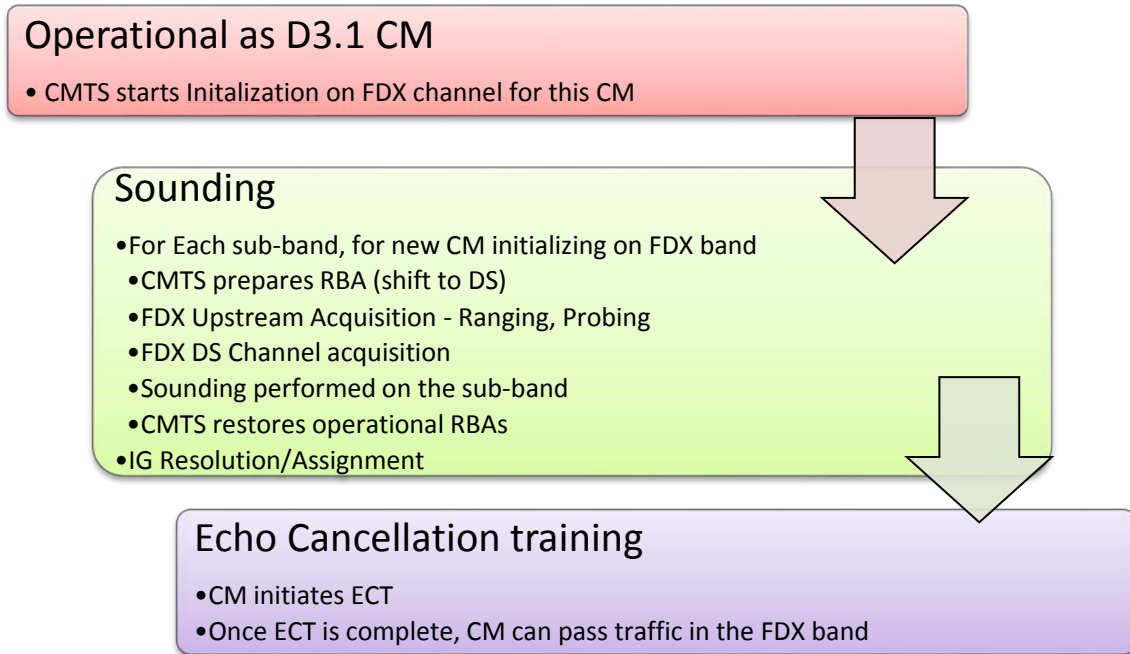 Operational as D3.1 CM
• CMTS starts Initalization on FDX channel for this CM
Sounding
•For Each sub-band, for new CM initializing on FDX band
•CMTS prepares RBA (shift to DS)
•FDX Upstream Acquisition - Ranging, Probing
•FDX DS Channel acquisition
•Sounding performed on the sub-band
•CMTS restores operational RBAs
•IG Resolution/Assignment
Echo Cancellation training
•CM initiates ECT
•Once ECT is complete, CM can pass traffic in the FDX band